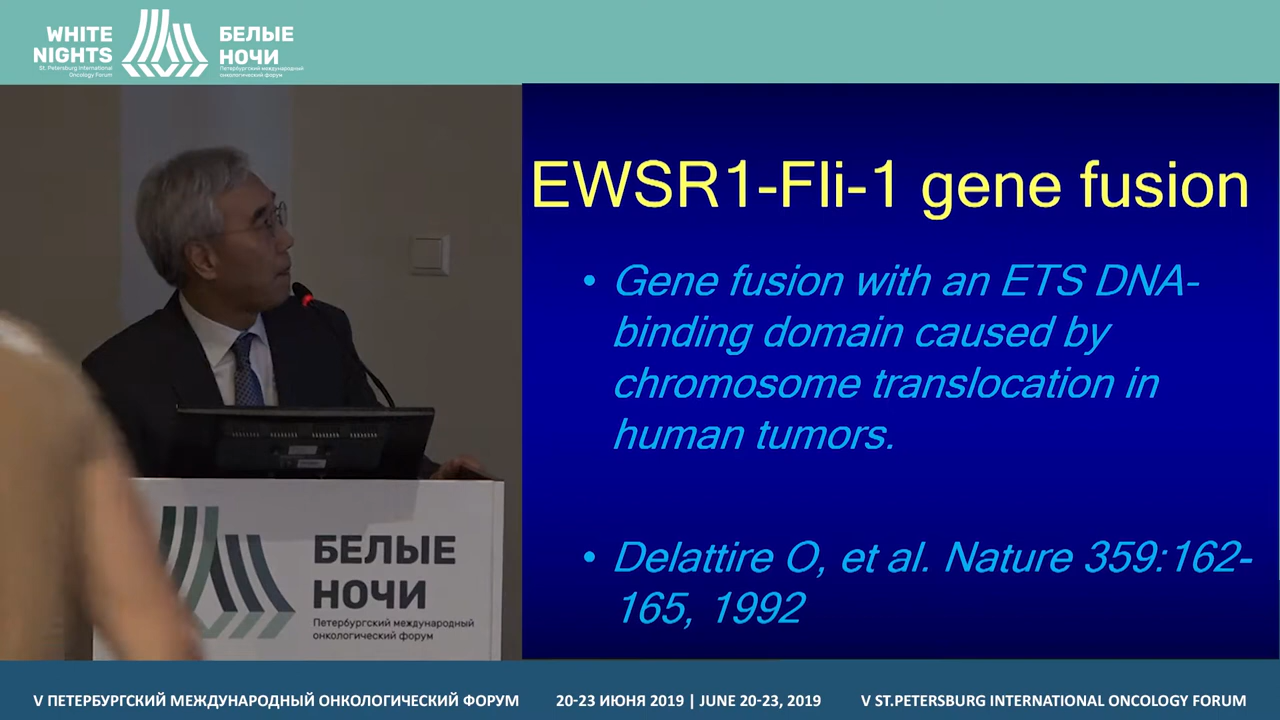 WHITE
NIGHTS
St. Petersburg International
Oncology Forum
БЕЛЫЕ
НОЧИ
Петербургский международный
онкологический форум
EWSR1-Fli-1 gene fusion
• Gene fusion with an ETS DNA-
binding domain caused by
chromosome translocation in
human tumors.
• Delattire O, et al. Nature 359:162-
165, 1992
БЕЛЫЕ
НОЧИ
Петербургский международный
онкологический форум
V ПЕТЕРБУРГСКИЙ МЕЖДУНАРОДНЫЙ ОНКОЛОГИЧЕСКИЙ ФОРУМ
20-23 ИЮНЯ 2019 | JUNE 20-23, 2019
V ST.PETERSBURG INTERNATIONAL ONCOLOGY FORUM